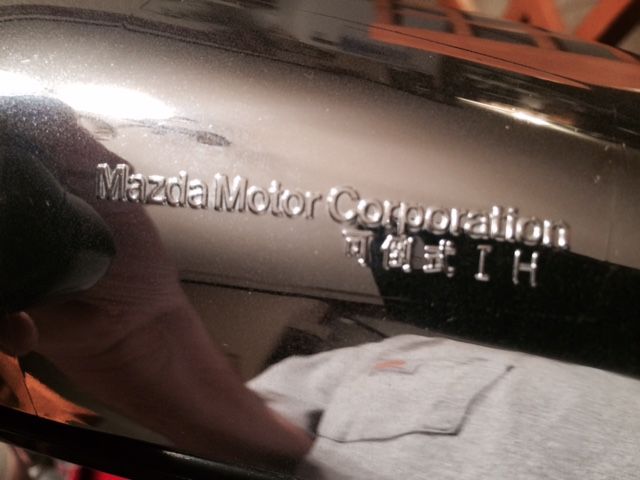 Mazda Motor Corporation
可倒式 I H